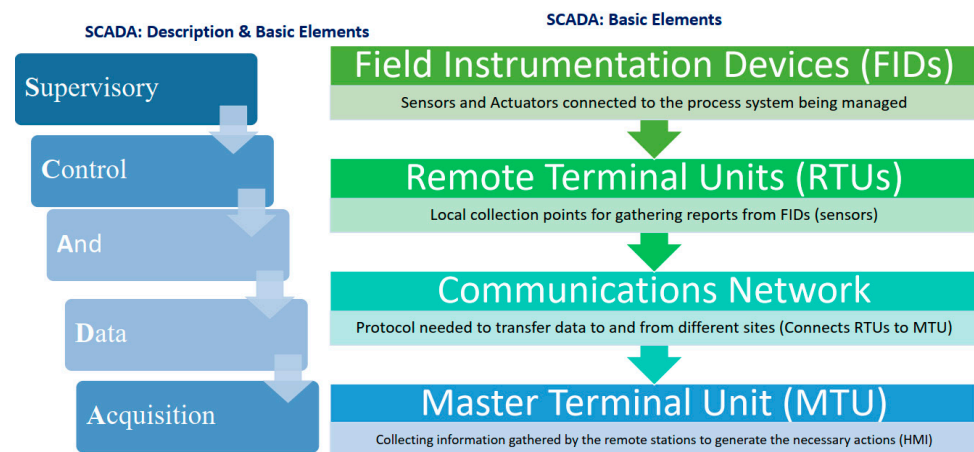 SCADA: Description & Basic Elements
Supervisory
Control
And
Data
Acquisition
SCADA: Basic Elements
Field Instrumentation Devices (FIDs)
Sensors and Actuators connected to the process system being managed
Remote Terminal Units (RTUs)
Local collection points for gathering reports from FIDs (sensors)
Communications Network
Protocol needed to transfer data to and from different sites (Connects RTUs to MTU)
Master Terminal Unit (MTU)
Collecting information gathered by the remote stations to generate the necessary actions (HMI)